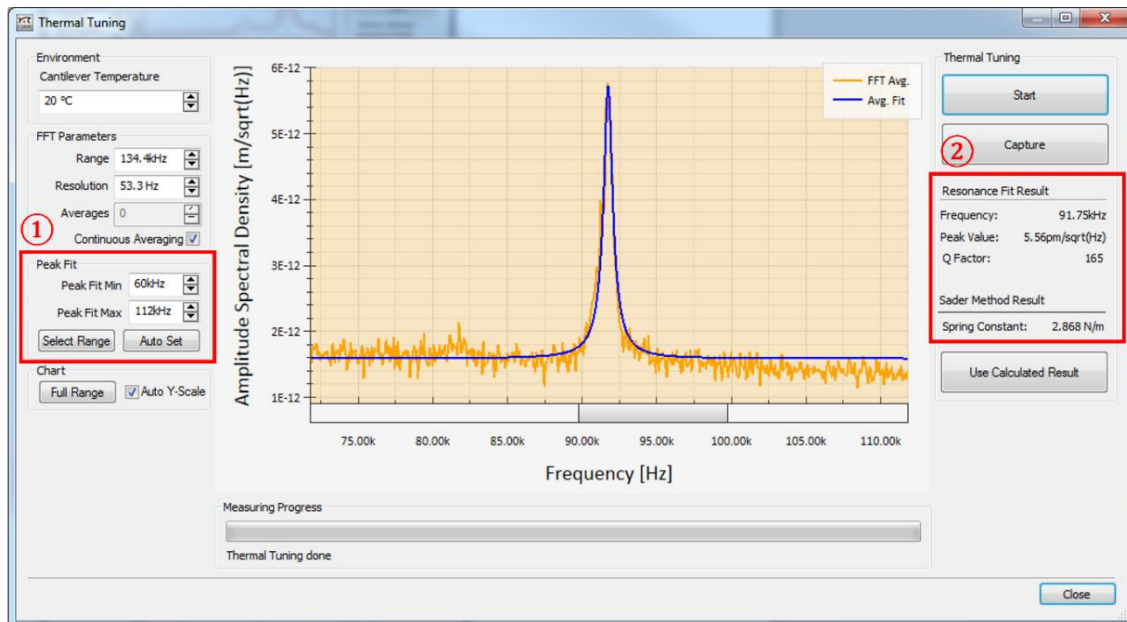 Thermal Tuning
Environment
Cantilever Temperature
20 °C
FFT Parameters
Range 134.4kHz
Resolution 53.3 Hz
Averages 0
Continuous Averaging
①
Peak Fit
Peak Fit Min 60kHz
Peak Fit Max 112kHz
Select Range Auto Set
Chart
Full Range Auto Y-Scale
Amplitude Spectral Density [m/sqrt(Hz)]
6E-12
5E-12
4E-12
3E-12
2E-12
1E-12
FFT Avg.
Avg. Fit
75.00k 80.00k 85.00k 90.00k 95.00k 100.00k 105.00k 110.00k
Frequency [Hz]
Measuring Progress
Thermal Tuning done
Thermal Tuning
Start
Capture
②
Resonance Fit Result
Frequency: 91.75kHz
Peak Value: 5.56pm/sqrt(Hz)
Q Factor: 165
Sader Method Result
Spring Constant: 2.868 N/m
Use Calculated Result
Close